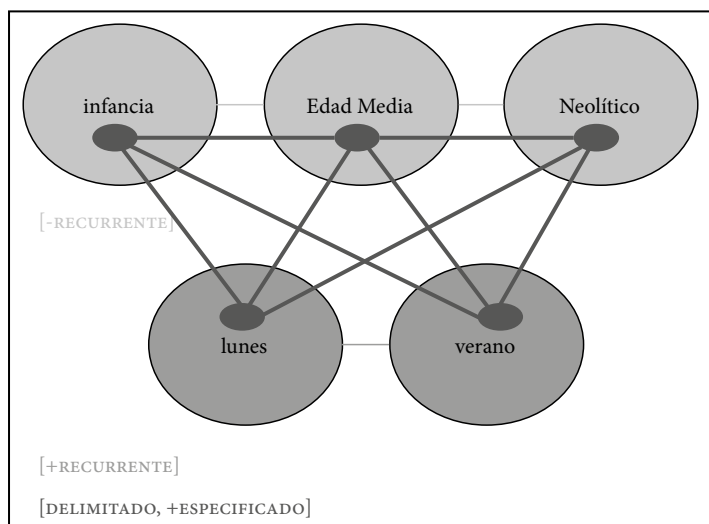 infancia Edad Media Neolítico
[-RECURRENTE]
lunes verano
[+RECURRENTE]
[DELIMITADO, +ESPECIFICADO]